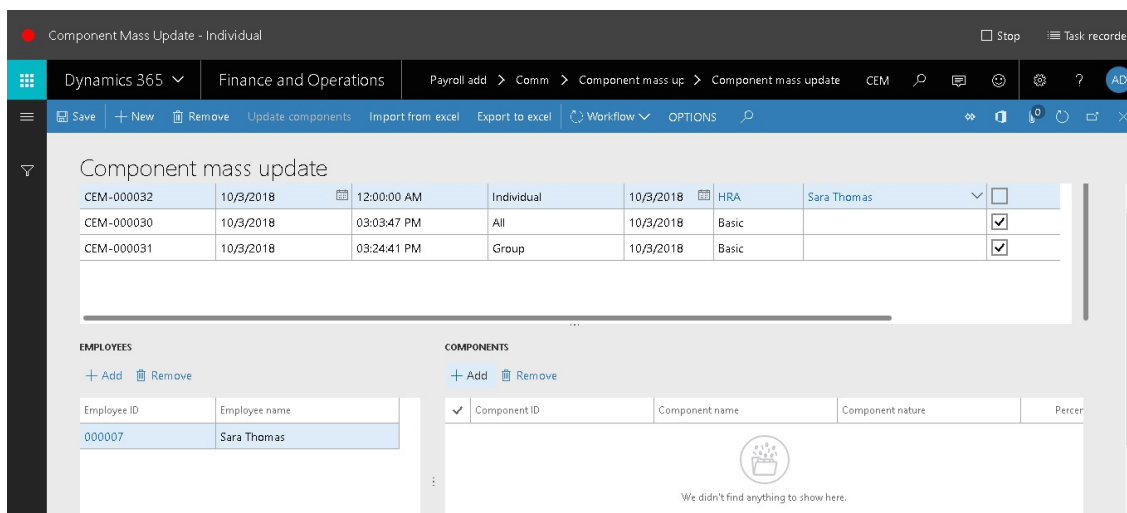 Component Mass Update - Individual Stop Task recorde
Dynamics 365 Finance and Operations Payroll add > Comm > Component mass up > Component mass update CEM ? AD
Save + New Remove Update components Import from excel Export to excel Workflow OPTIONS 0
Component mass update
CEM-000032 10/3/2018 12:00:00 AM Individual 10/3/2018 HRA Sara Thomas
CEM-000030 10/3/2018 03:03:47 PM All 10/3/2018 Basic
CEM-000031 10/3/2018 03:24:41 PM Group 10/3/2018 Basic
EMPLOYEES COMPONENTS
+ Add Remove + Add Remove
Employee ID Employee name Component ID Component name Component nature Percer
000007 Sara Thomas
We didn't find anything to show here.